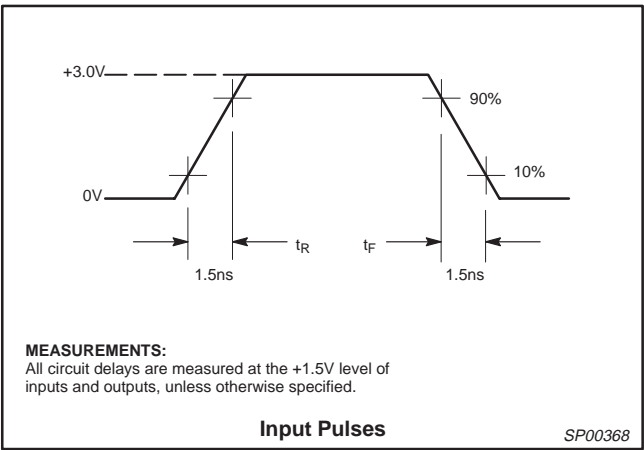 +3.0V
90%
10%
0V
tR
tF
1.5ns
1.5ns
MEASUREMENTS:
All circuit delays are measured at the +1.5V level of
inputs and outputs, unless otherwise specified.
Input Pulses
SP00368